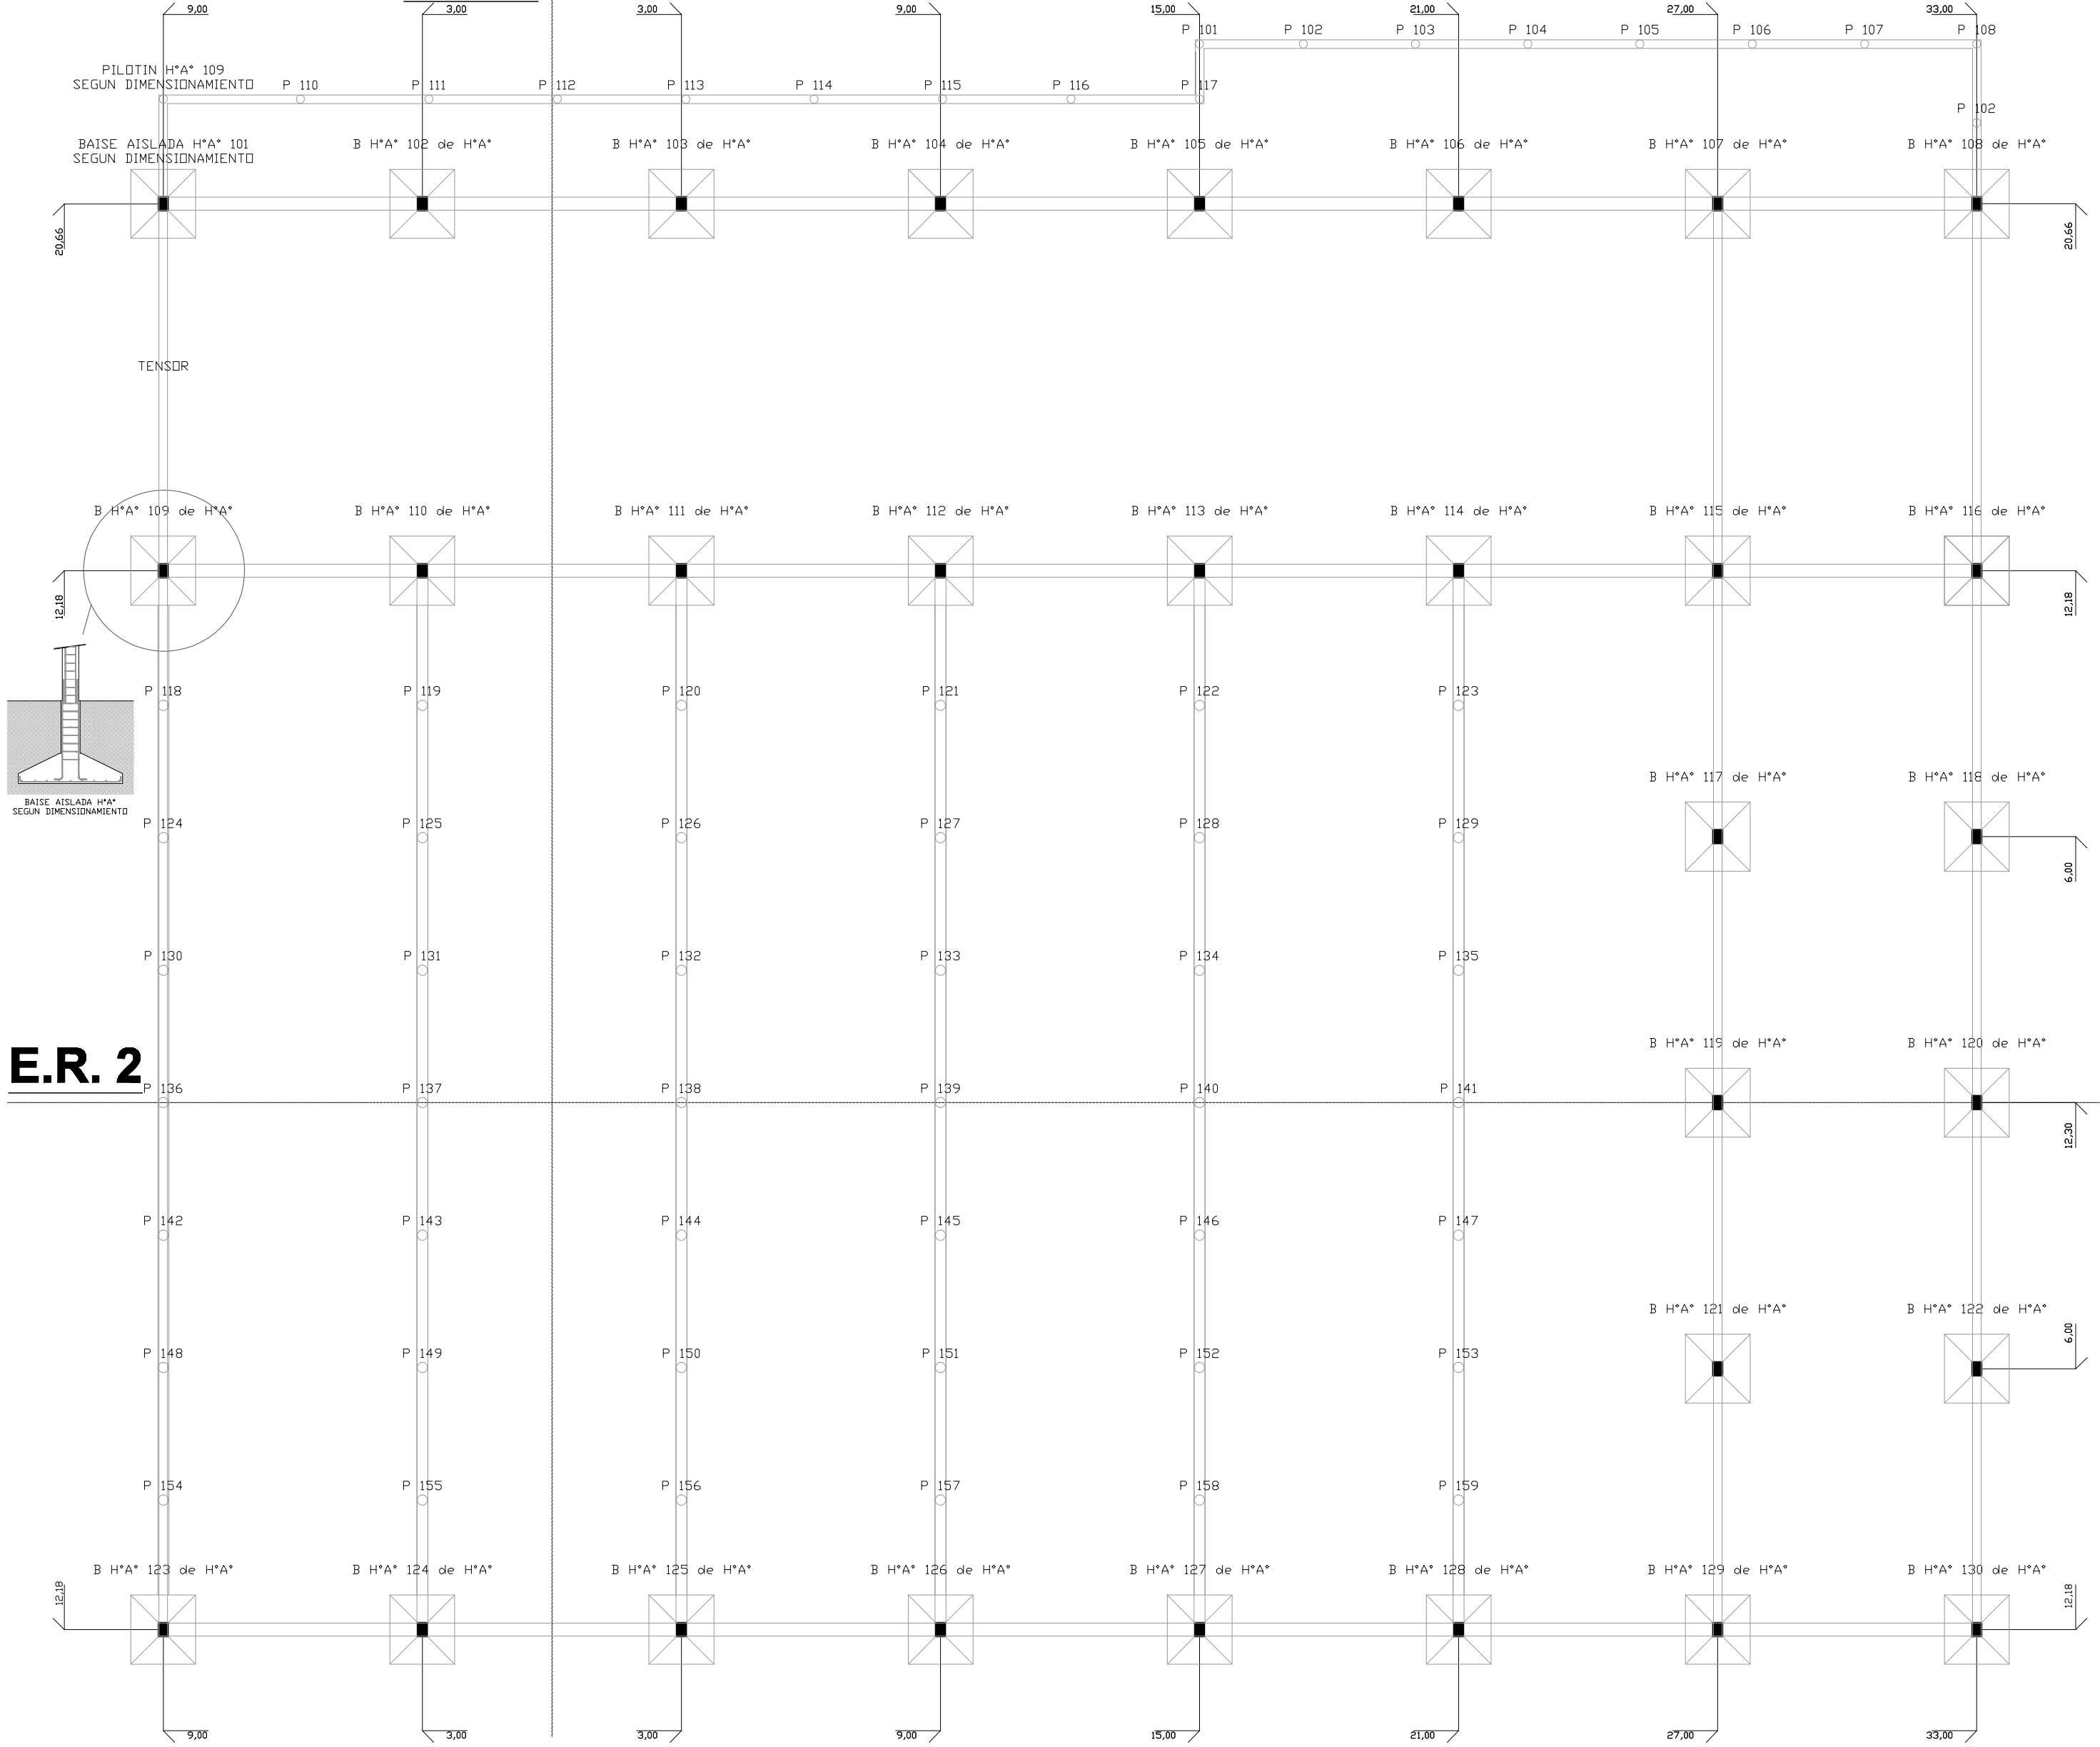 9,00 3,00 3,00 9,00 15,00 21,00 27,00 33,00
P 101 P 102 P 103 P 104 P 105 P 106 P 107 P 108
PILOTIN H°A° 109
SEGUN DIMENSIONAMIENTO
P 110 P 111 P 112 P 113 P 114 P 115 P 116 P 117
P 102
BAISE AISLADA H°A° 101
SEGUN DIMENSIONAMIENTO
B H°A° 102 de H°A° B H°A° 103 de H°A° B H°A° 104 de H°A° B H°A° 105 de H°A° B H°A° 106 de H°A° B H°A° 107 de H°A° B H°A° 108 de H°A°
20,66 20,66
TENSOR
B H°A° 109 de H°A° B H°A° 110 de H°A° B H°A° 111 de H°A° B H°A° 112 de H°A° B H°A° 113 de H°A° B H°A° 114 de H°A° B H°A° 115 de H°A° B H°A° 116 de H°A°
12,18 12,18
P 118 P 119 P 120 P 121 P 122 P 123
B H°A° 117 de H°A° B H°A° 118 de H°A°
BAISE AISLADA H°A°
SEGUN DIMENSIONAMIENTO
P 124 P 125 P 126 P 127 P 128 P 129
6,00
P 130 P 131 P 132 P 133 P 134 P 135
B H°A° 119 de H°A° B H°A° 120 de H°A°
E.R. 2
P 136 P 137 P 138 P 139 P 140 P 141
12,30
P 142 P 143 P 144 P 145 P 146 P 147
B H°A° 121 de H°A° B H°A° 122 de H°A°
6,00
P 148 P 149 P 150 P 151 P 152 P 153
P 154 P 155 P 156 P 157 P 158 P 159
B H°A° 123 de H°A° B H°A° 124 de H°A° B H°A° 125 de H°A° B H°A° 126 de H°A° B H°A° 127 de H°A° B H°A° 128 de H°A° B H°A° 129 de H°A° B H°A° 130 de H°A°
12,18 12,18
9,00 3,00 3,00 9,00 15,00 21,00 27,00 33,00